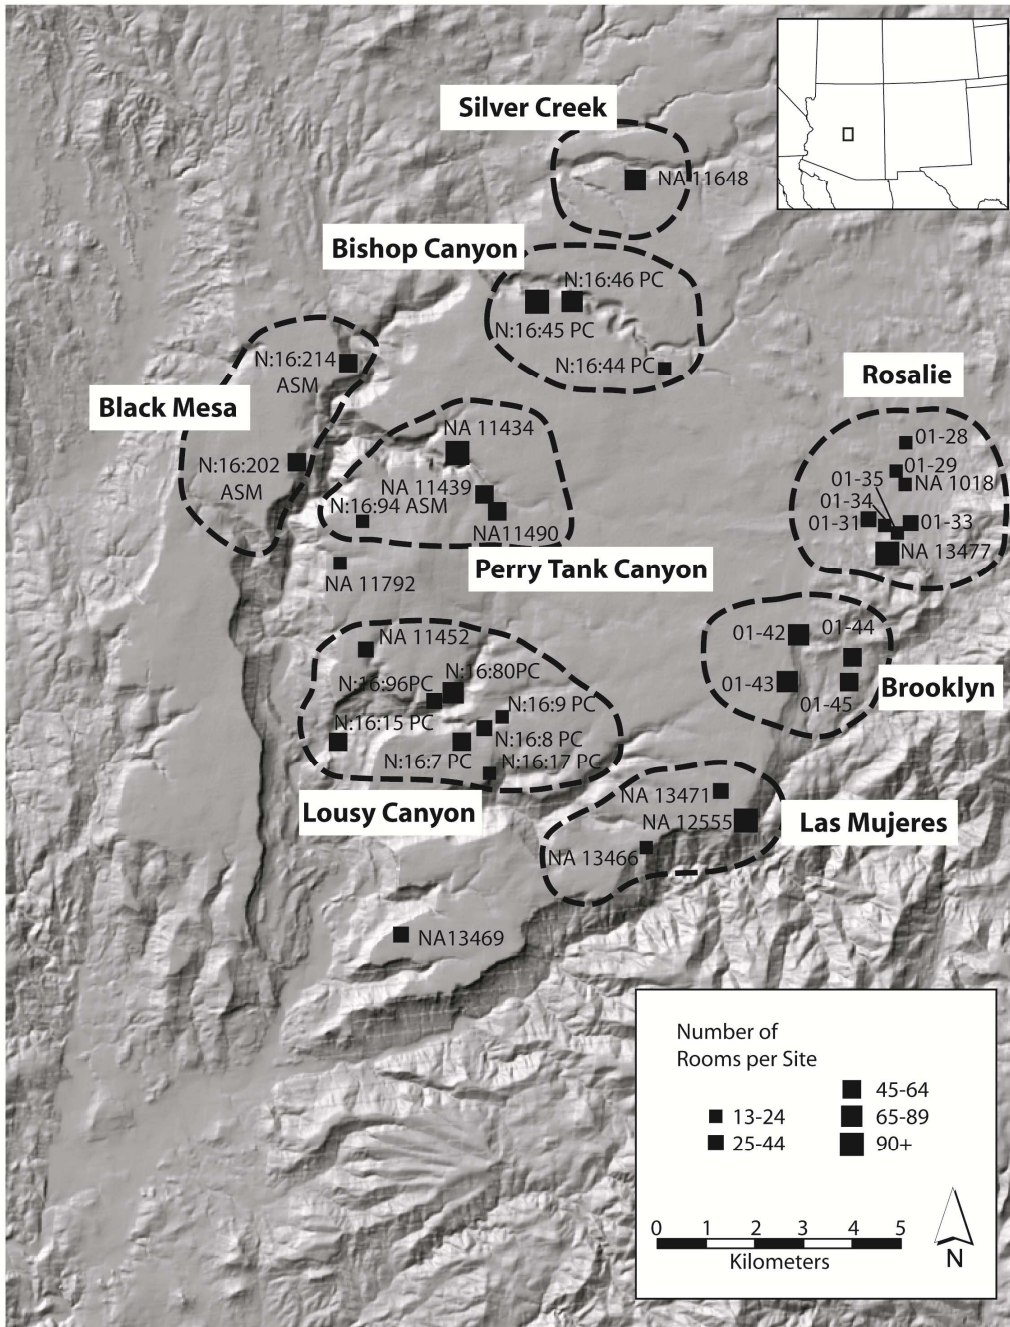 Silver Creek
NA 11648
Bishop Canyon
N:16:46 PC
N:16:45 PC
N:16:44 PC
N:16:214
ASM
Black Mesa
N:16:202
ASM
Rosalie
01-28
01-29
01-35
NA 1018
01-34
01-31
01-33
NA 13477
NA 11434
NA 11439
N:16:94 ASM
NA11490
Perry Tank Canyon
NA 11792
NA 11452
N:16:80PC
N:16:96PC
N:16:9 PC
N:16:15 PC
N:16:8 PC
N:16:7 PC
N:16:17 PC
Lousy Canyon
01-42
01-44
01-43
01-45
Brooklyn
NA 13471
NA 12555
Las Mujeres
NA 13466
NA13469
Number of
Rooms per Site
13-24
25-44
45-64
65-89
90+
0 1 2 3 4 5
Kilometers
N